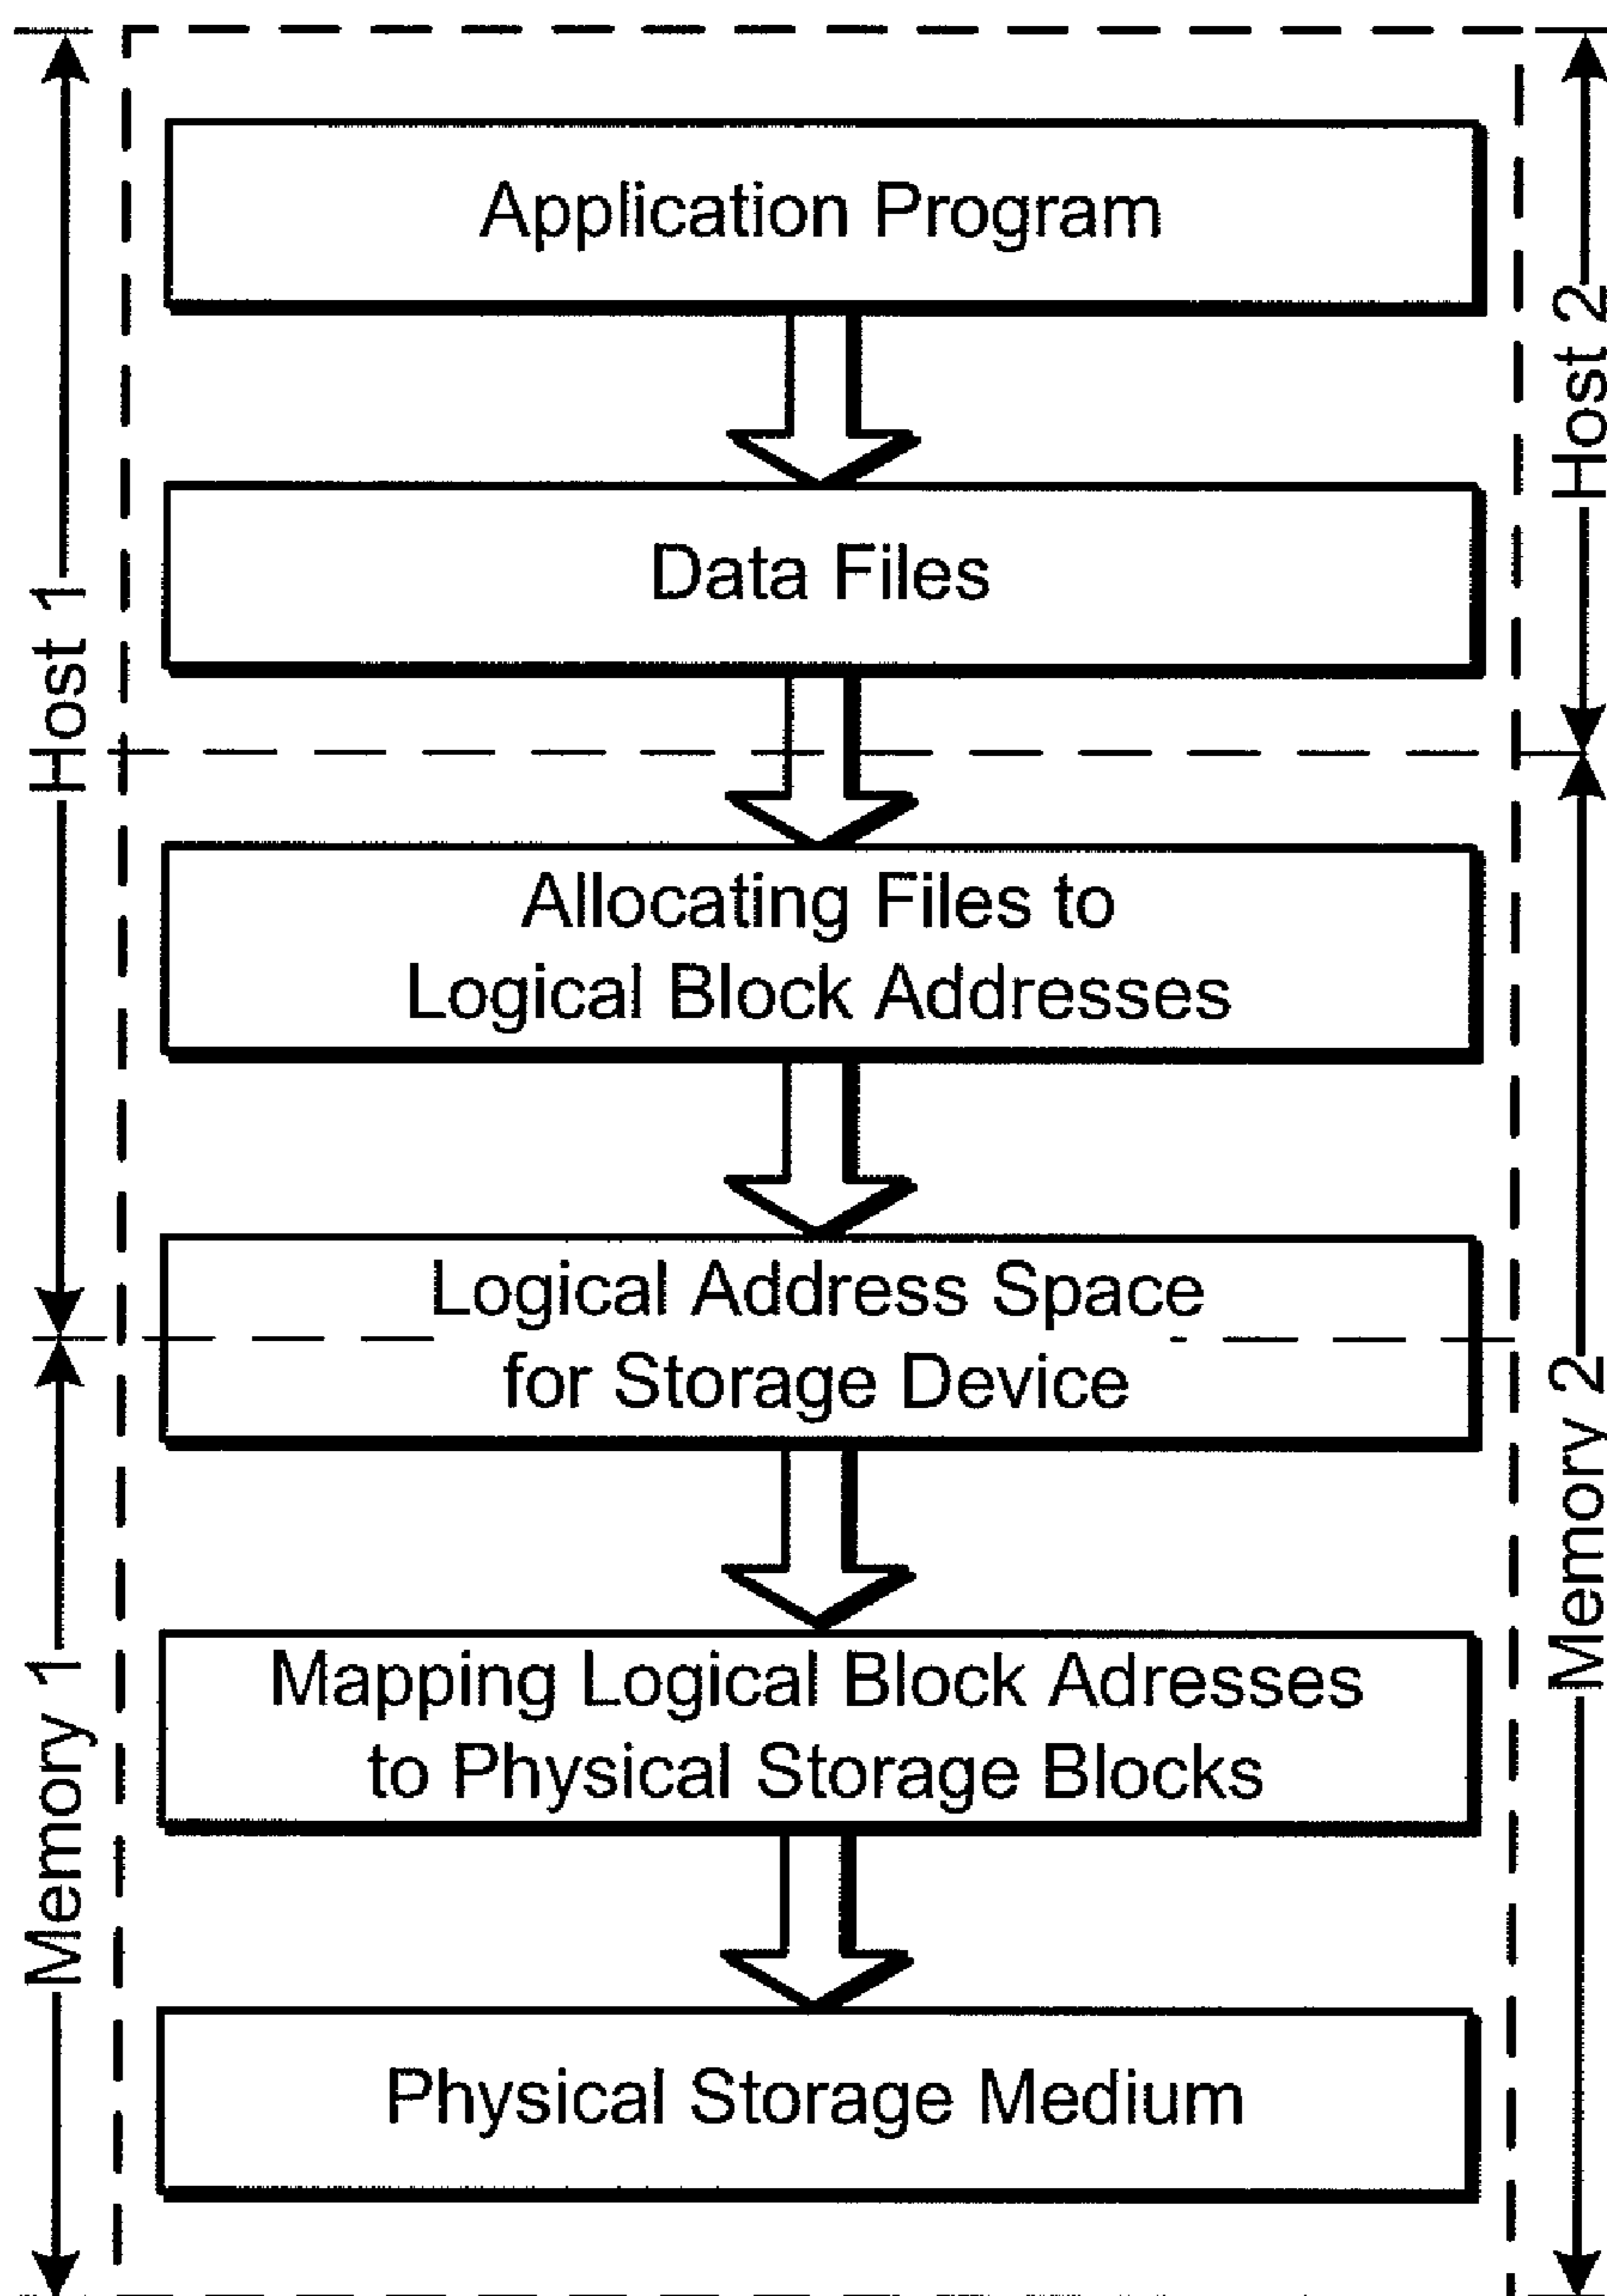 Application Program
Data Files
Allocating Files to
Logical Block Addresses
Logical Address Space
for Storage Device
Mapping Logical Block Adresses
to Physical Storage Blocks
Physical Storage Medium
Host 1
Memory 1
Host 2
Memory 2